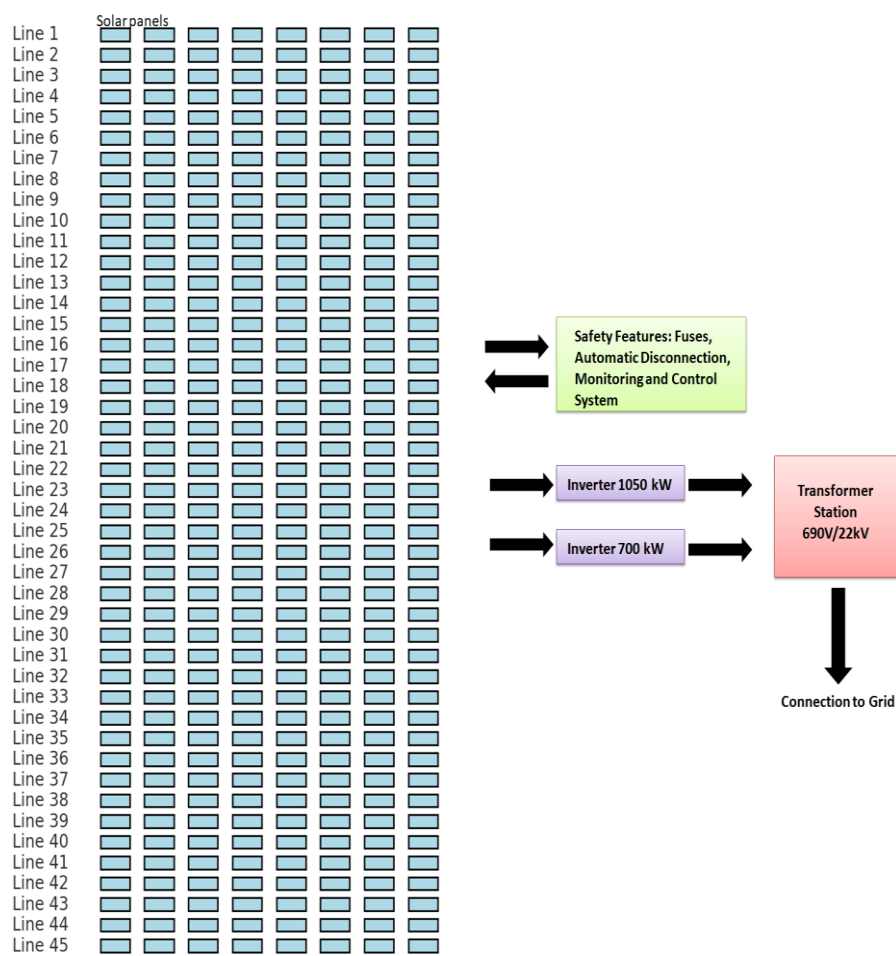 Solar panels
Line 1
Line 2
Line 3
Line 4
Line 5
Line 6
Line 7
Line 8
Line 9
Line 10
Line 11
Line 12
Line 13
Line 14
Line 15
Line 16
Line 17
Line 18
Line 19
Line 20
Line 21
Line 22
Line 23
Line 24
Line 25
Line 26
Line 27
Line 28
Line 29
Line 30
Line 31
Line 32
Line 33
Line 34
Line 35
Line 36
Line 37
Line 38
Line 39
Line 40
Line 41
Line 42
Line 43
Line 44
Line 45
Safety Features: Fuses,
Automatic Disconnection,
Monitoring and Control
System
Inverter 1050 kW
Inverter 700 kW
Transformer
Station
690V/22kV
Connection to Grid